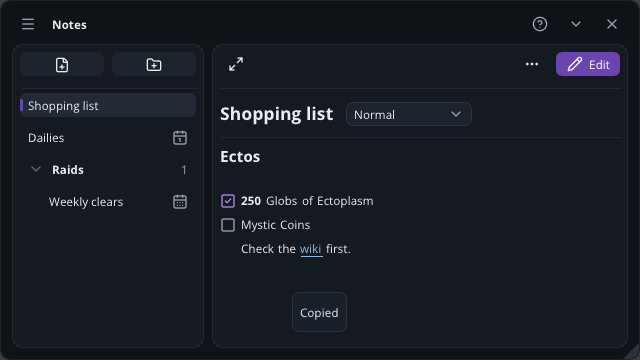 Notes
Edit
Shopping list
Dailies
Raids 1
Weekly clears
Shopping list Normal
Ectos
250 Globs of Ectoplasm
Mystic Coins
Check the wiki first.
Copied